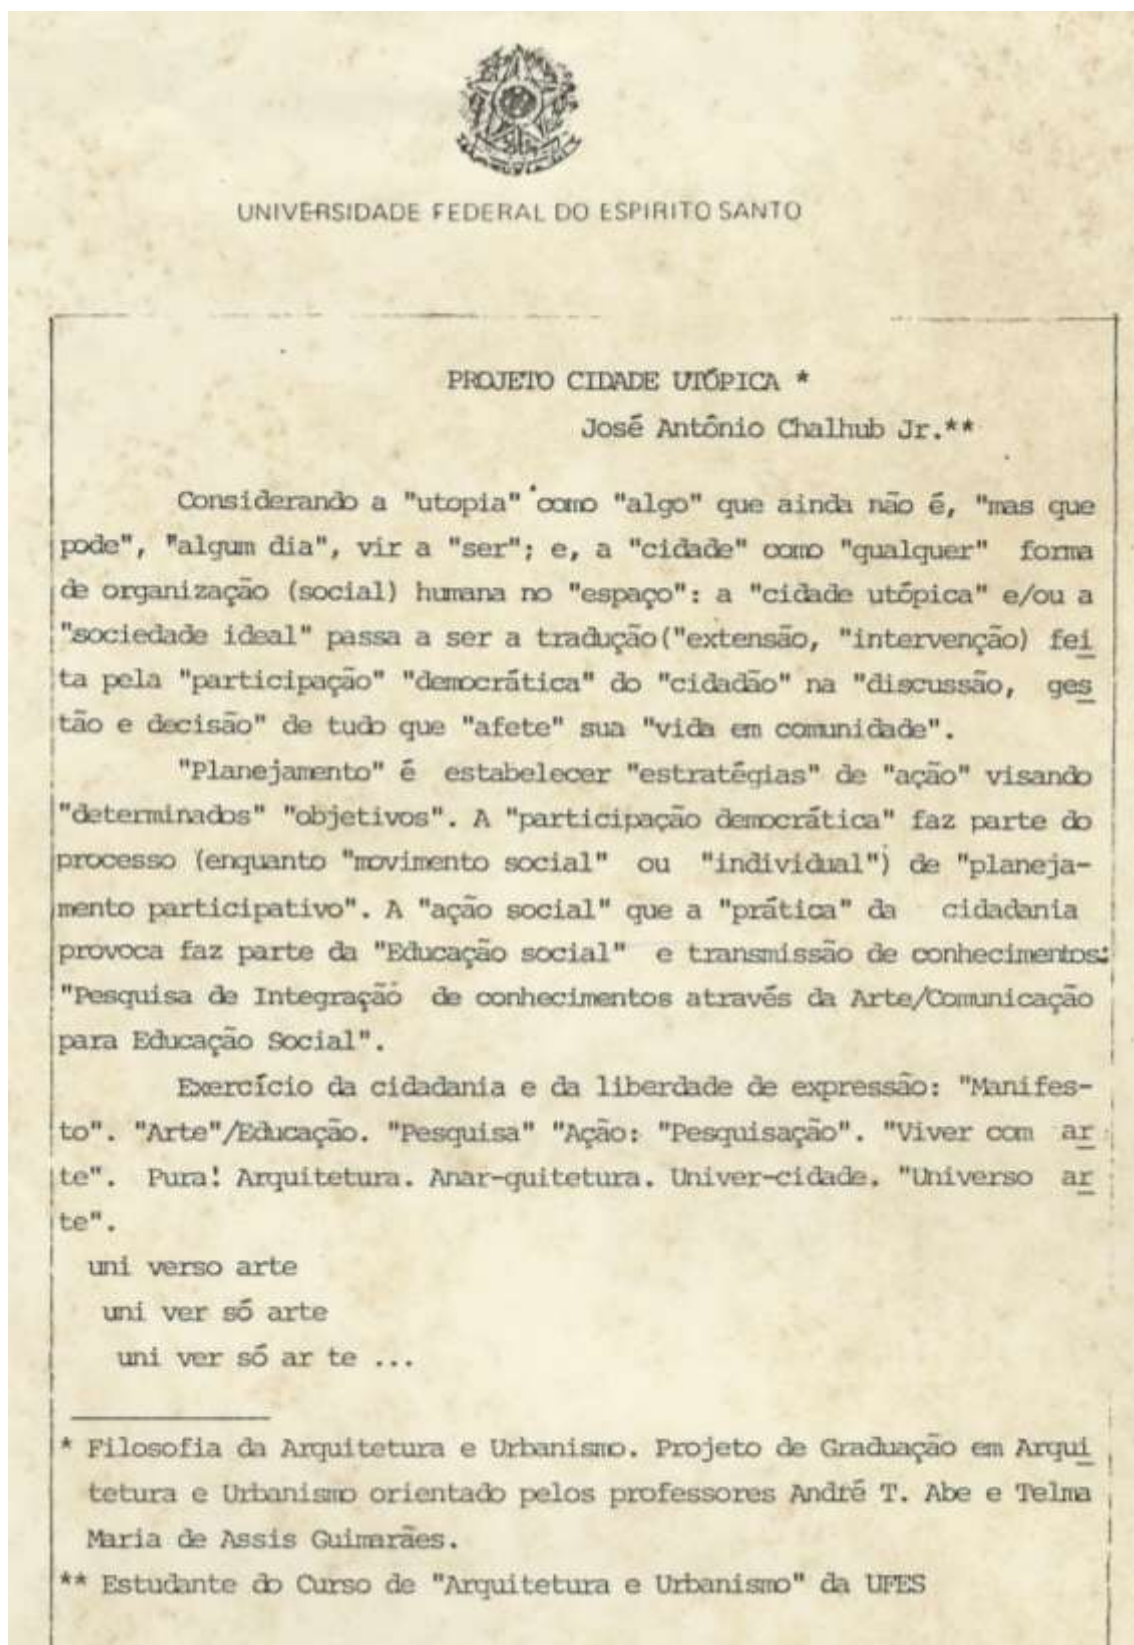 UNIVERSIDADE FEDERAL DO ESPIRITO SANTO
PROJETO CIDADE UTÓPICA *
José Antônio Chalhub Jr.**
Considerando a "utopia" como "algo" que ainda não é, "mas que
pode", "algum dia", vir a "ser"; e, a "cidade" como "qualquer" forma
de organização (social) humana no "espaço": a "cidade utópica" e/ou a
"sociedade ideal" passa a ser a tradução("extensão, "intervenção) fei
ta pela "participação" "democrática" do "cidadão" na "discussão, ges
tão e decisão" de tudo que "afete" sua "vida em comunidade".
"Planejamento" é estabelecer "estratégias" de "ação" visando
"determinados" "objetivos". A "participação democrática" faz parte do
processo (enquanto "movimento social" ou "individual") de "planeja-
mento participativo". A "ação social" que a "prática" da cidadania
provoca faz parte da "Educação social" e transmissão de conhecimentos:
"Pesquisa de Integração de conhecimentos através da Arte/Comunicação
para Educação Social".
Exercício da cidadania e da liberdade de expressão: "Manifes-
to". "Arte"/Educação. "Pesquisa" "Ação: "Pesquisação". "Viver com ar
te". Pura! Arquitetura. Anar-quitetura. Univer-cidade. "Universo ar
te".
uni verso arte
uni ver só arte
uni ver só ar te ...
* Filosofia da Arquitetura e Urbanismo. Projeto de Graduação em Arqui
tetura e Urbanismo orientado pelos professores André T. Abe e Telma
Maria de Assis Guimarães.
** Estudante do Curso de "Arquitetura e Urbanismo" da UFES